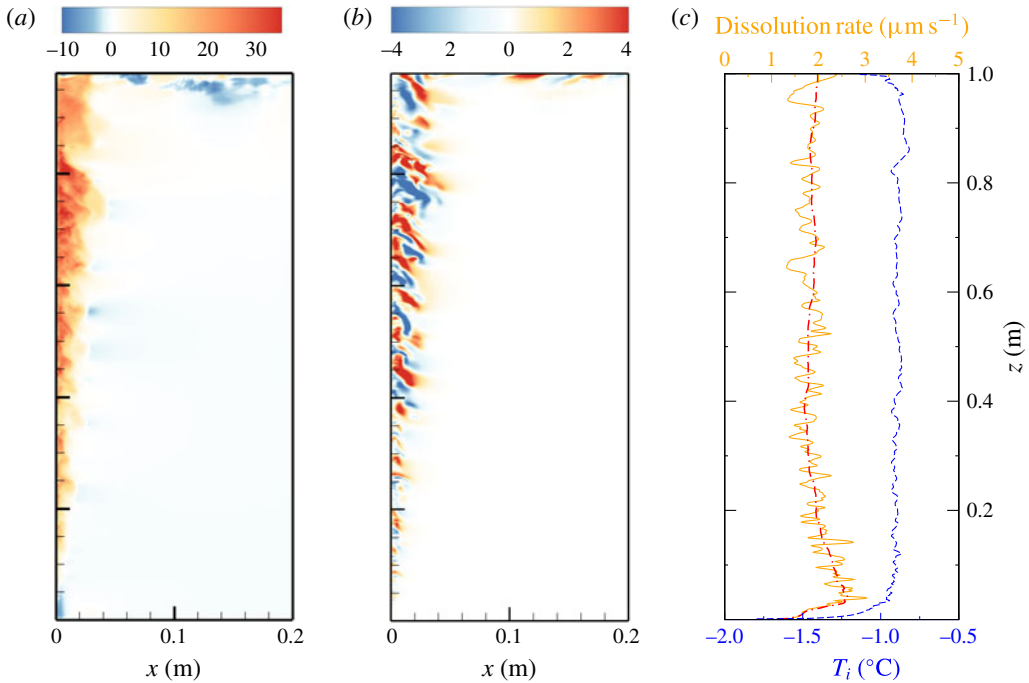 (a)
−10 0 10 20 30
(b)
−4 2 0 2 4
(c)
Dissolution rate (μm s−1)
0 1 2 3 4 5
1.0
0.8
0.6
z (m)
0.4
0.2
0 0.1 0.2
0 0.1 0.2
−2.0 −1.5 −1.0 −0.5
x (m)
x (m)
Ti (°C)